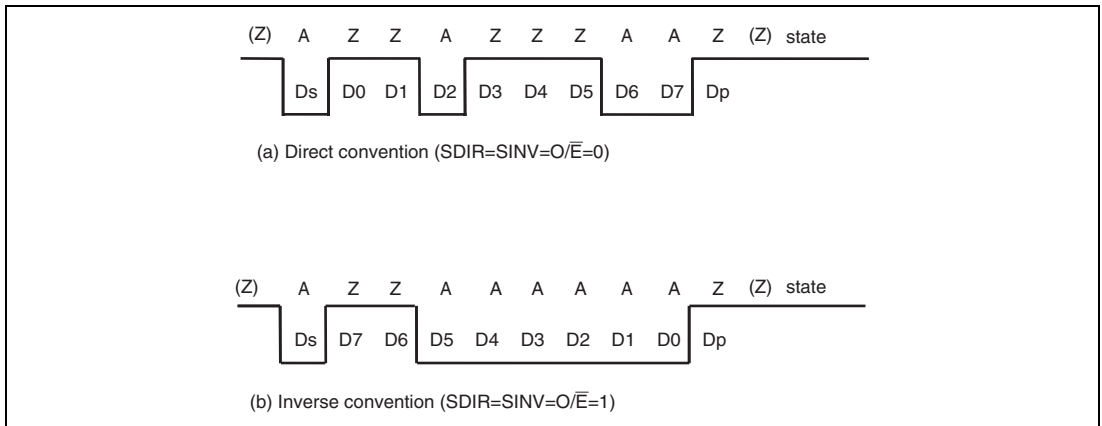 (Z) A Z Z A Z Z Z A A Z (Z) state
Ds D0 D1 D2 D3 D4 D5 D6 D7 Dp
(a) Direct convention (SDIR=SINV=O/E̅=0)
(Z) A Z Z A A A A A A Z (Z) state
Ds D7 D6 D5 D4 D3 D2 D1 D0 Dp
(b) Inverse convention (SDIR=SINV=O/E̅=1)